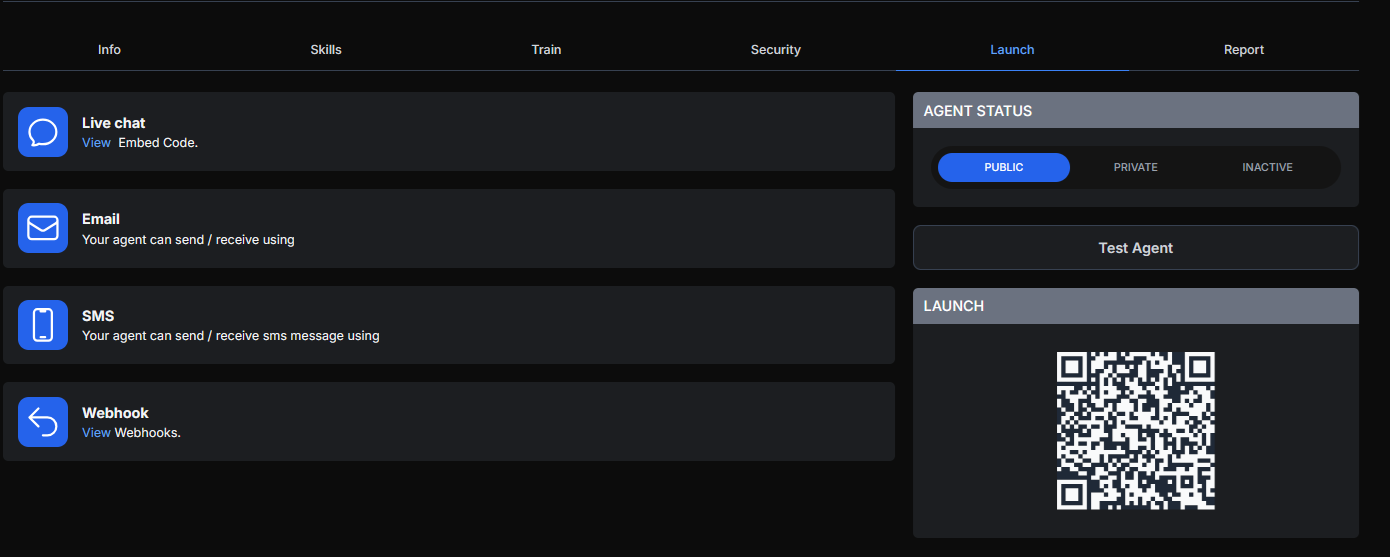 Info
Skills
Train
Security
Launch
Report
Live chat
View Embed Code.
Email
Your agent can send / receive using
SMS
Your agent can send / receive sms message using
Webhook
View Webhooks.
AGENT STATUS
PUBLIC
PRIVATE
INACTIVE
Test Agent
LAUNCH